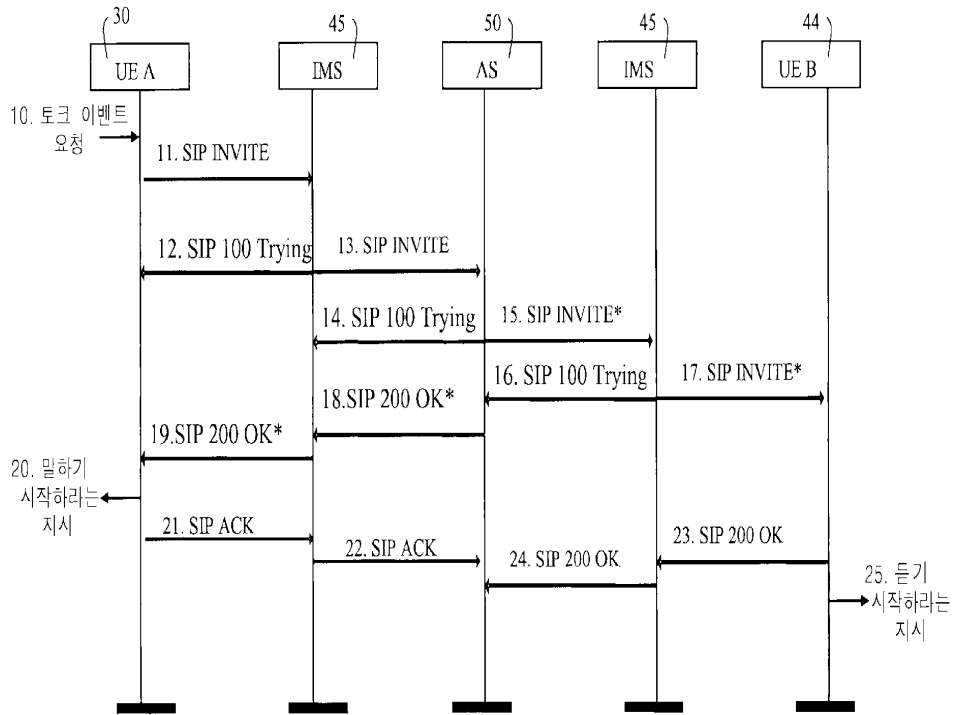 30
45
50
45
44
UE A
IMS
AS
IMS
UE B
10. 토크 이벤트
요청
11. SIP INVITE
12. SIP 100 Trying
13. SIP INVITE
14. SIP 100 Trying
15. SIP INVITE*
16. SIP 100 Trying
17. SIP INVITE*
18.SIP 200 OK*
19.SIP 200 OK*
20. 말하기
시작하라는
지시
21. SIP ACK
22. SIP ACK
23. SIP 200 OK
24. SIP 200 OK
25. 듣기
시작하라는
지시